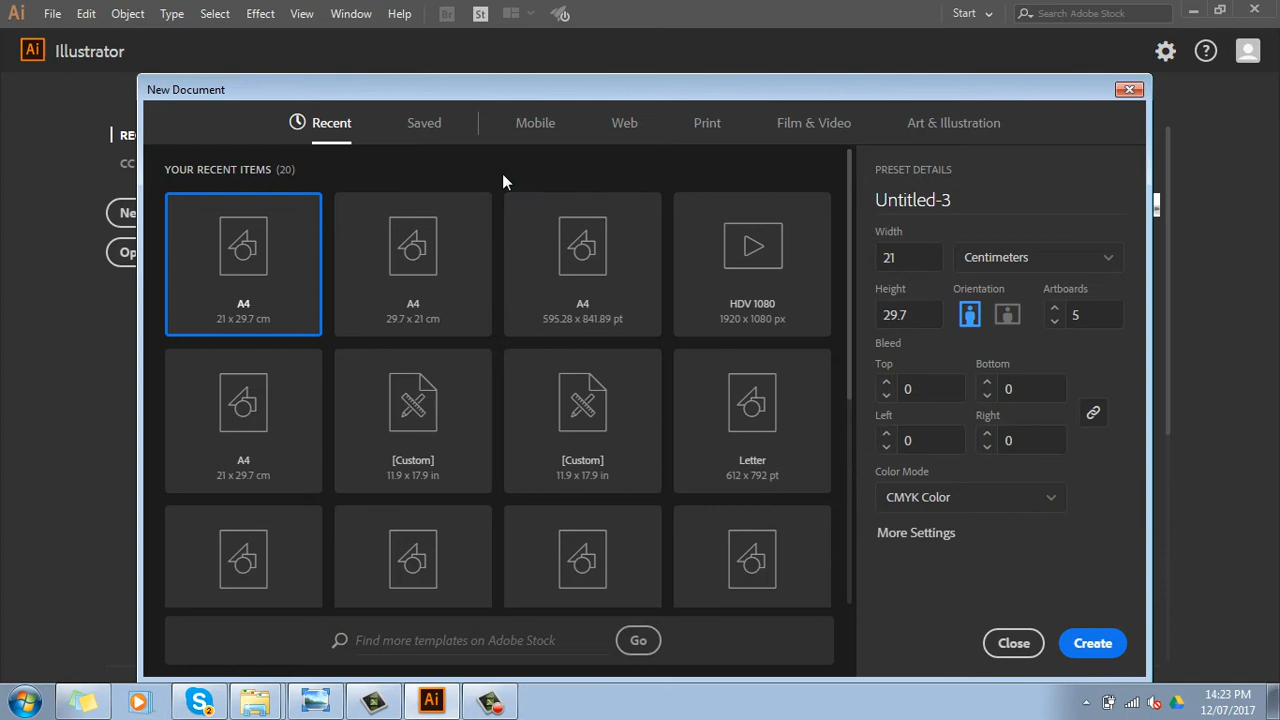 Ai File Edit Object Type Select Effect View Window Help Br St Start Search Adobe Stock
Ai Illustrator
New Document
Recent Saved Mobile Web Print Film & Video Art & Illustration
YOUR RECENT ITEMS (20)
A4
21 x 29.7 cm
A4
29.7 x 21 cm
A4
595.28 x 841.89 pt
HDV 1080
1920 x 1080 px
A4
21 x 29.7 cm
[Custom]
11.9 x 17.9 in
[Custom]
11.9 x 17.9 in
Letter
612 x 792 pt
Find more templates on Adobe Stock Go
PRESET DETAILS
Untitled-3
Width
21 Centimeters
Height Orientation Artboards
29.7 5
Bleed
Top Bottom
0 0
Left Right
0 0
Color Mode
CMYK Color
More Settings
Close Create
RE
CC
Ne
Op
S 2 Ai
14:23 PM
12/07/2017